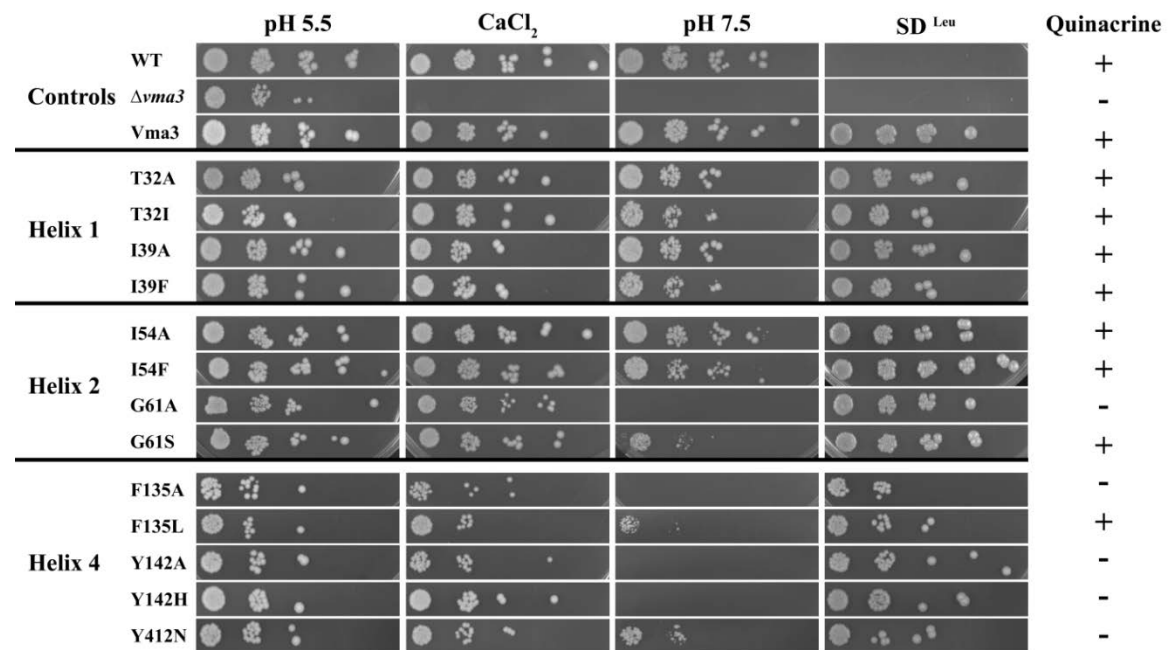 pH 5.5 CaCl₂ pH 7.5 SD Leu Quinacrine
WT +
Controls Δvma3 -
Vma3 +
T32A +
Helix 1 T32I +
I39A +
I39F +
I54A +
Helix 2 I54F +
G61A -
G61S +
F135A -
F135L +
Helix 4 Y142A -
Y142H -
Y412N -